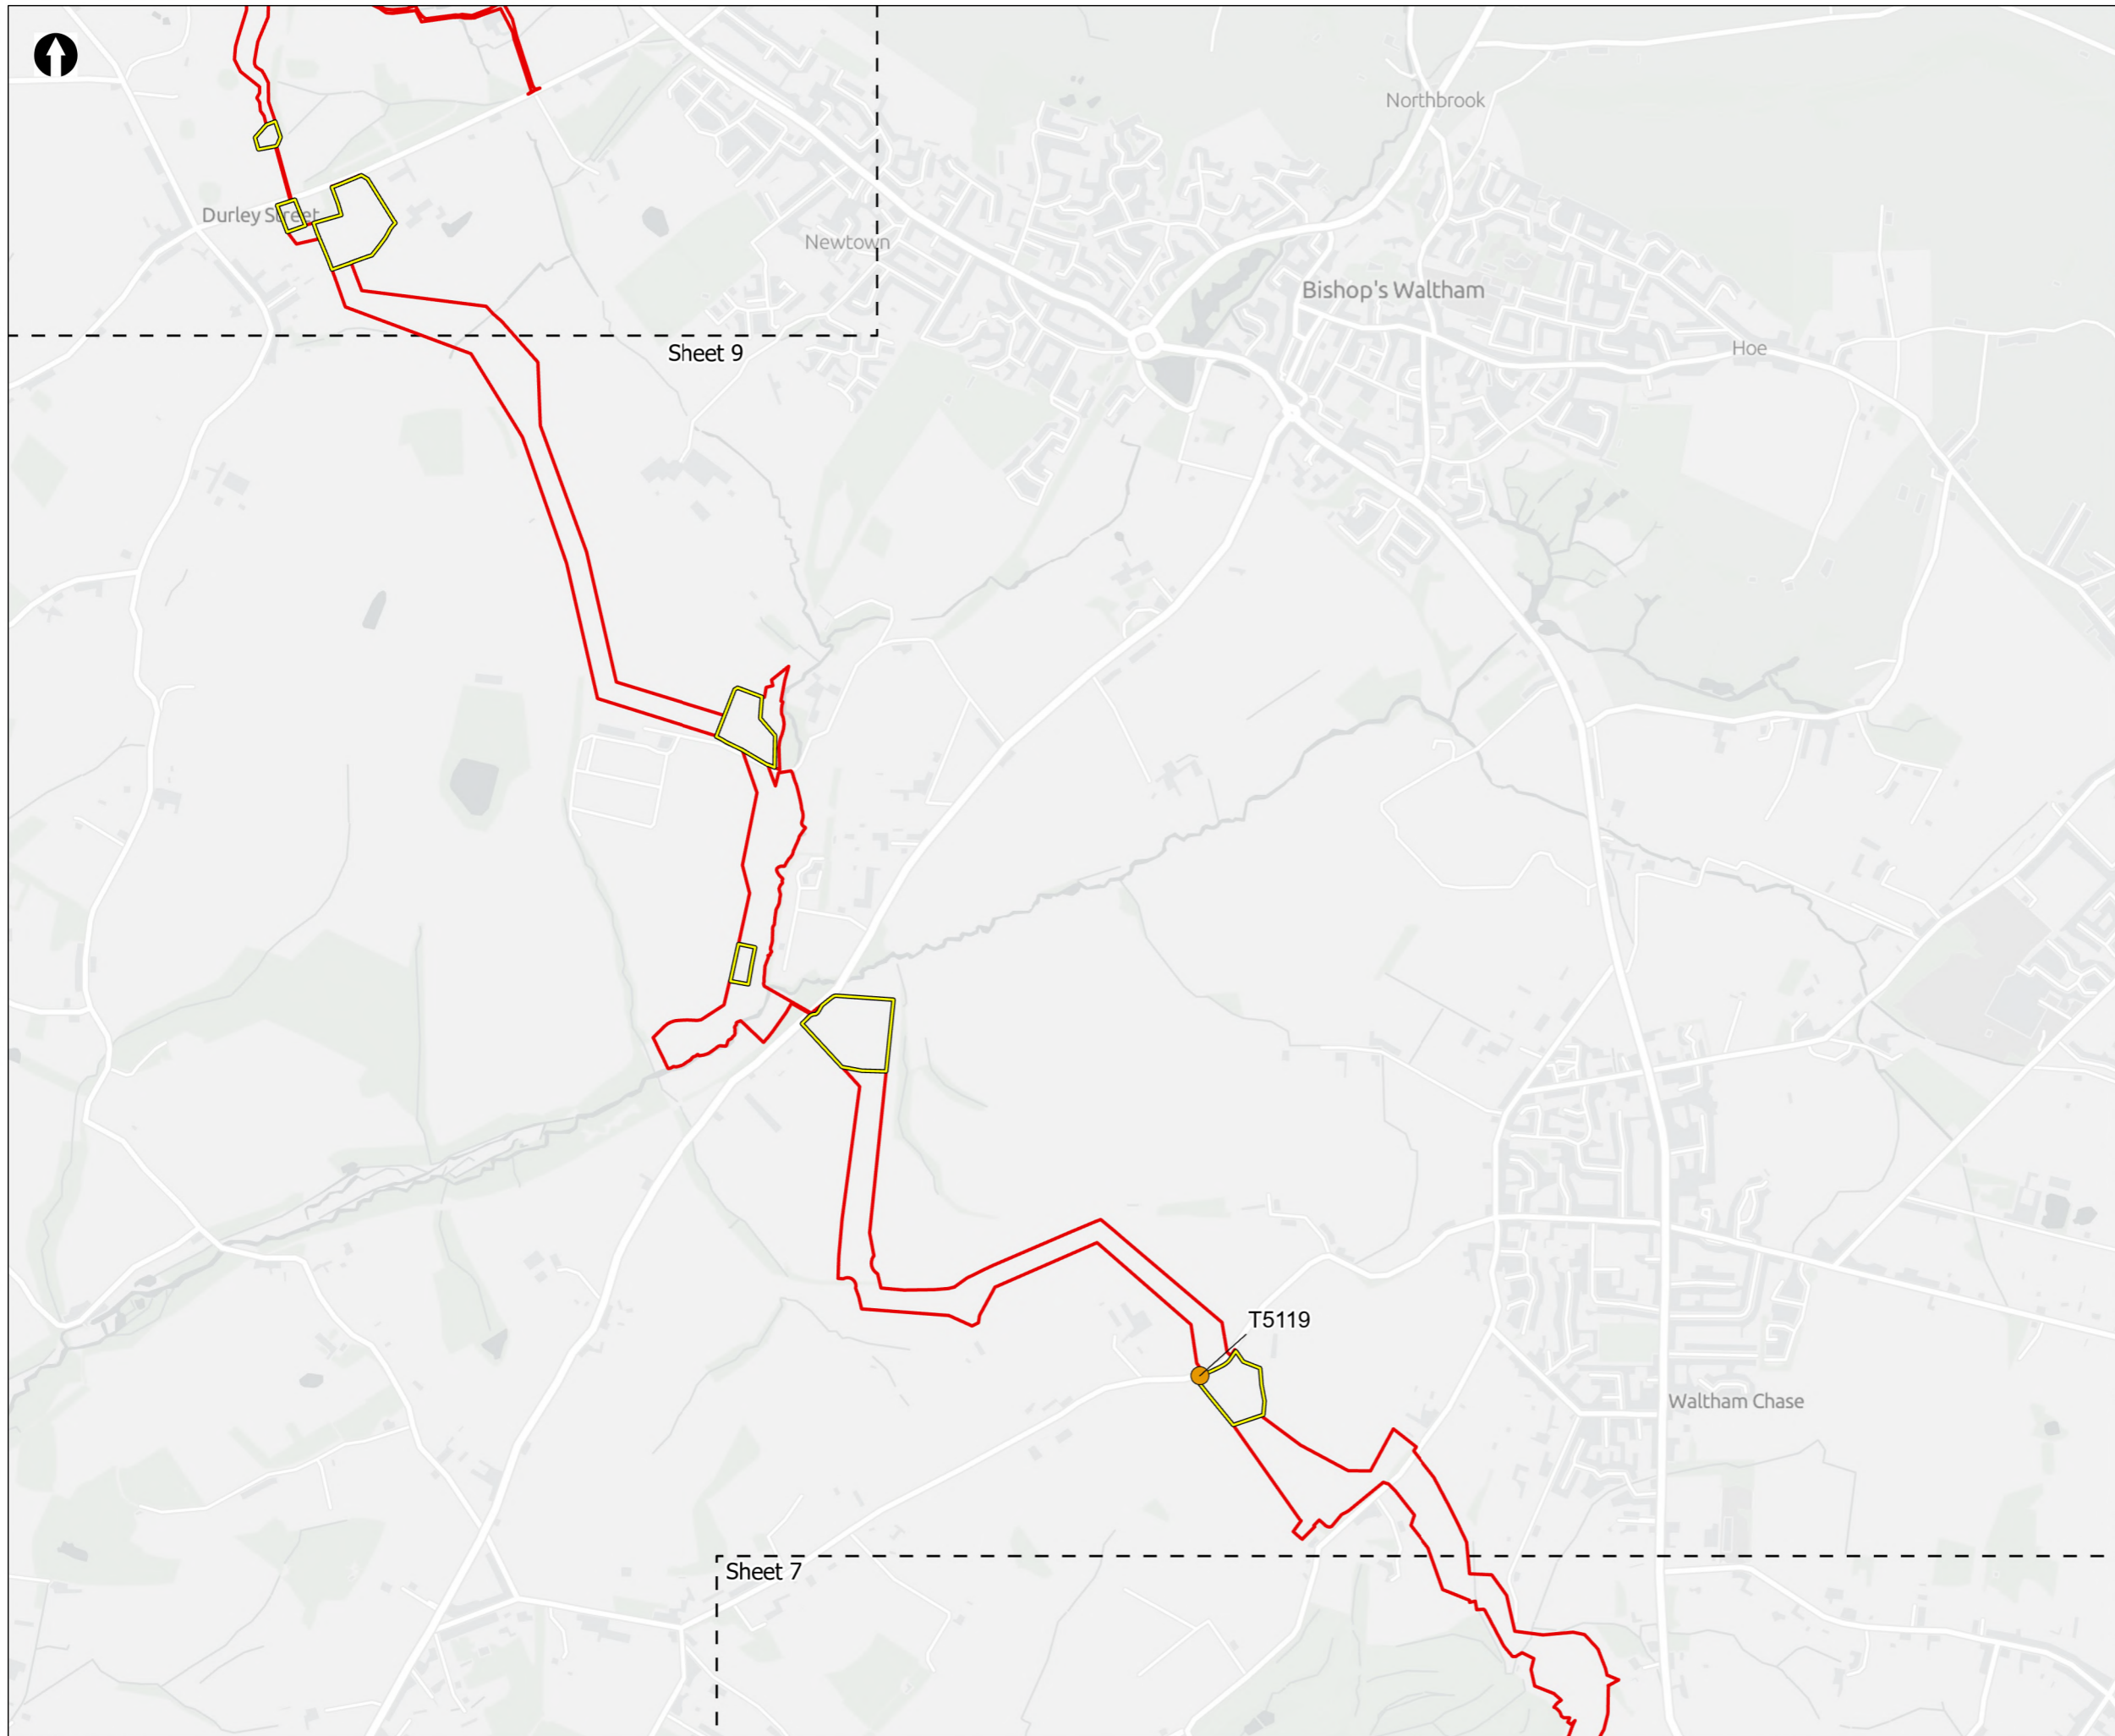 Northbrook
Durley Street
Newtown
Bishop's Waltham
Hoe
Sheet 9
T5119
Waltham Chase
Sheet 7